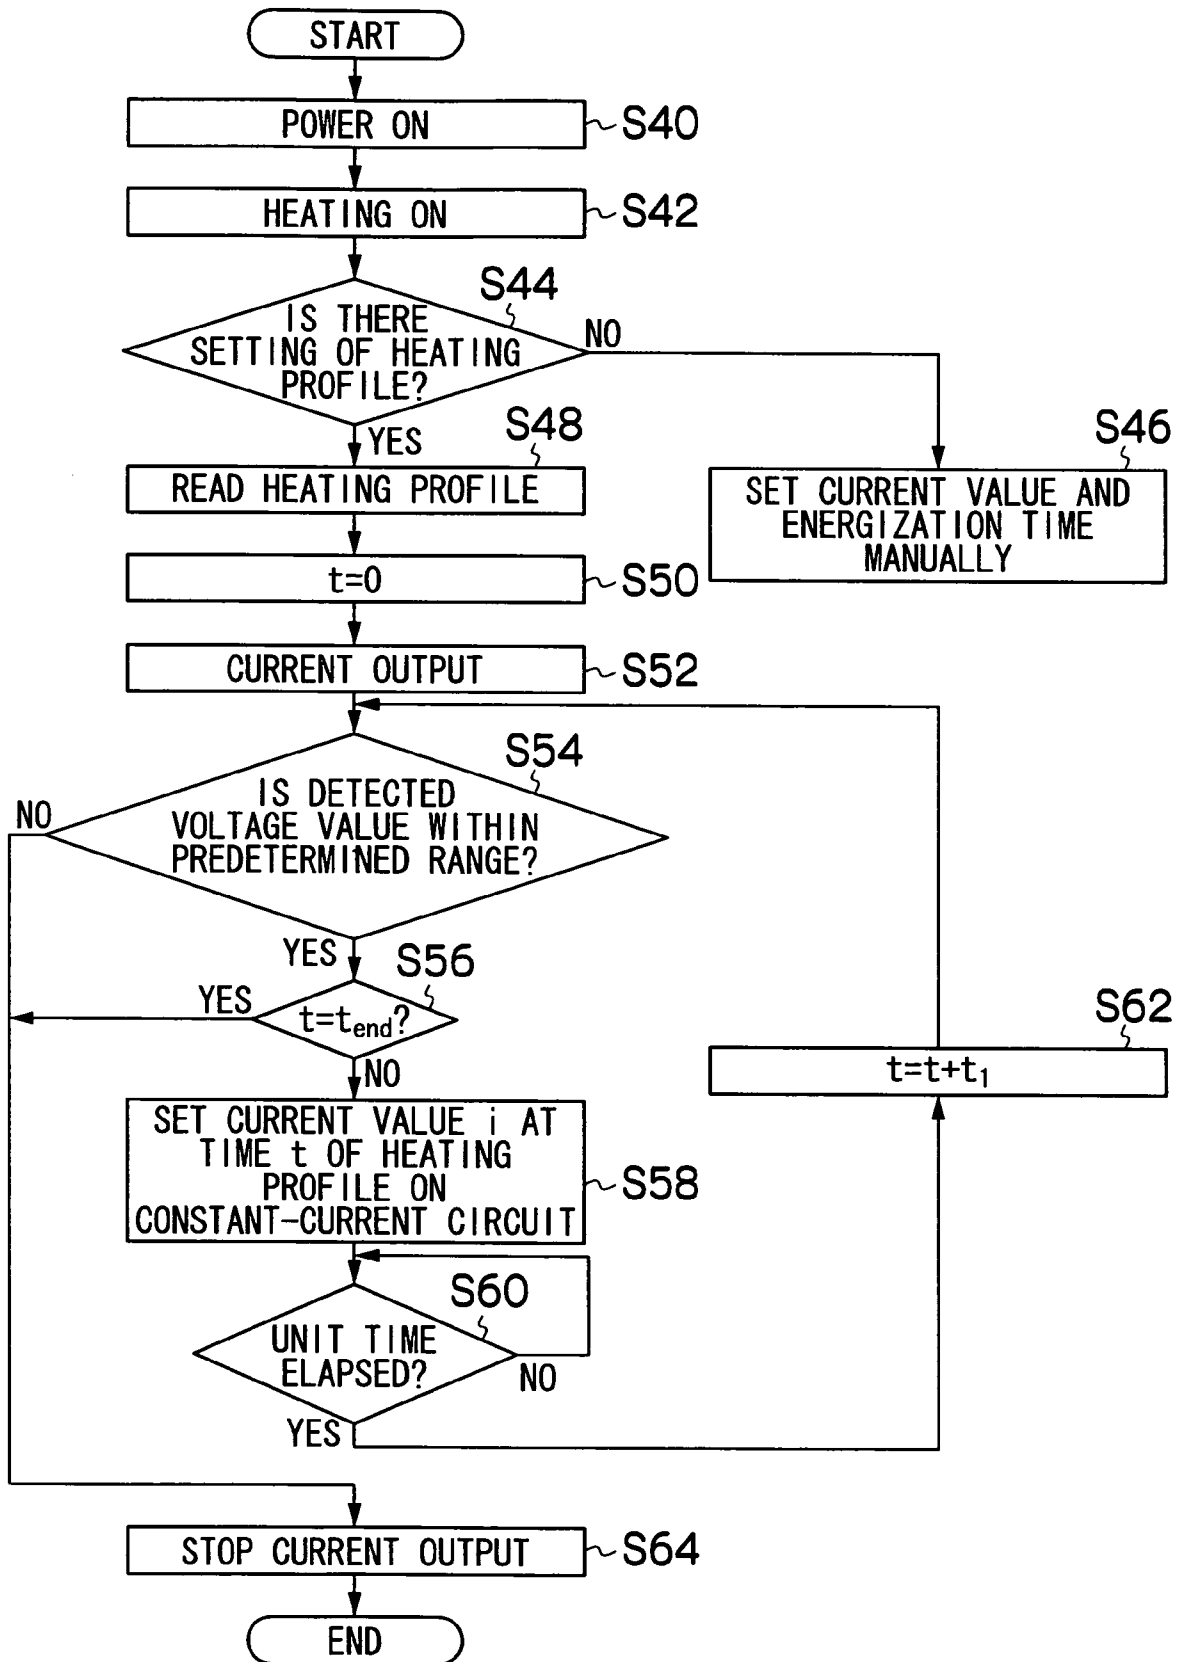 START
POWER ON
S40
HEATING ON
S42
S44
IS THERE
SETTING OF HEATING
PROFILE?
NO
YES
S48
READ HEATING PROFILE
S46
SET CURRENT VALUE AND
ENERGIZATION TIME
MANUALLY
t=0
S50
CURRENT OUTPUT
S52
S54
IS DETECTED
VOLTAGE VALUE WITHIN
PREDETERMINED RANGE?
NO
YES
S56
YES
t=tend?
NO
S62
t=t+t1
SET CURRENT VALUE i AT
TIME t OF HEATING
PROFILE ON
CONSTANT-CURRENT CIRCUIT
S58
S60
UNIT TIME
ELAPSED?
NO
YES
STOP CURRENT OUTPUT
S64
END